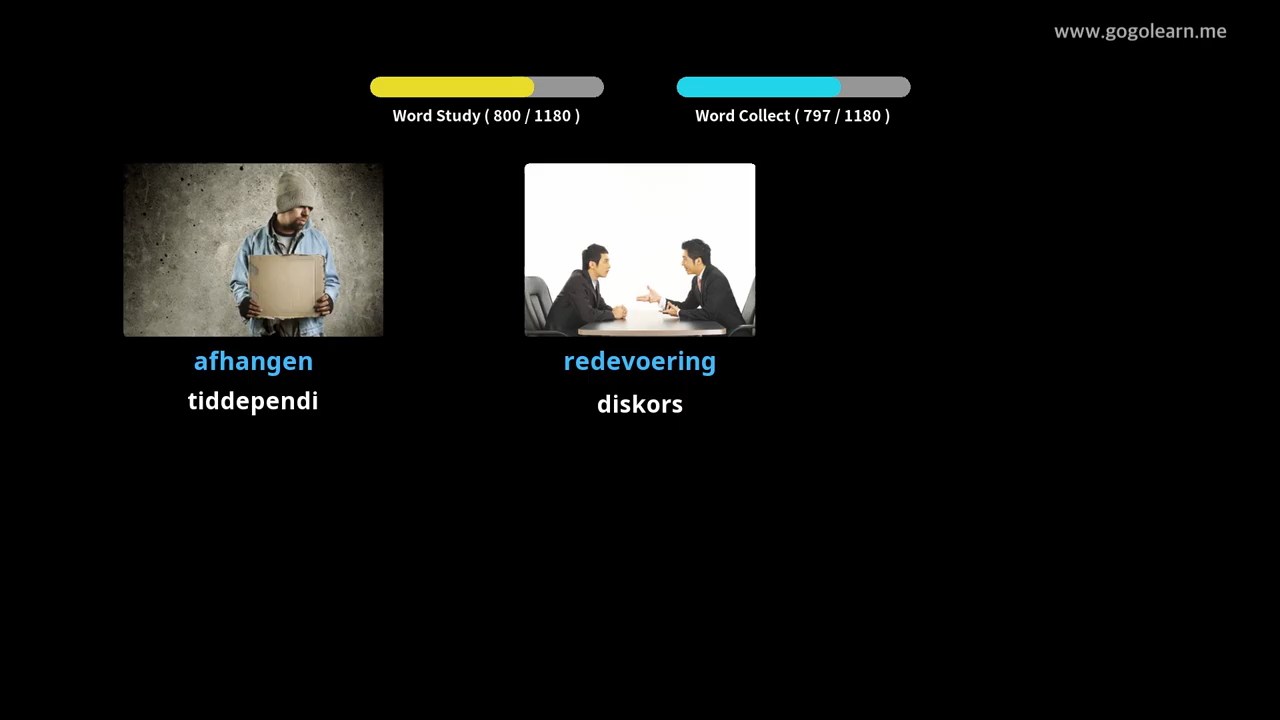 www.gogolearn.me
Word Study ( 800 / 1180 )
Word Collect ( 797 / 1180 )
afhangen
tiddependi
redevoering
diskors